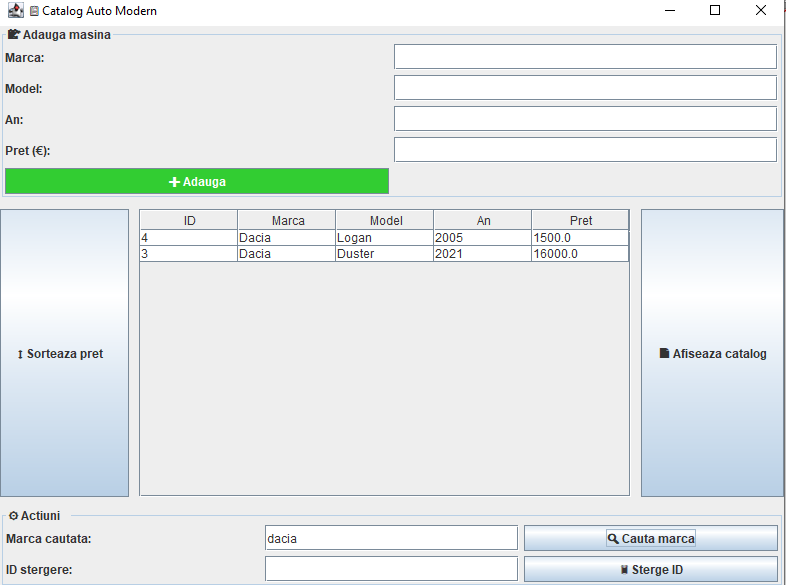 Catalog Auto Modern
Adauga masina
Marca:
Model:
An:
Pret (€):
+ Adauga
ID Marca Model An Pret
4 Dacia Logan 2005 1500.0
3 Dacia Duster 2021 16000.0
↕ Sorteaza pret
Afiseaza catalog
Actiuni
Marca cautata: dacia Cauta marca
ID stergere: Sterge ID